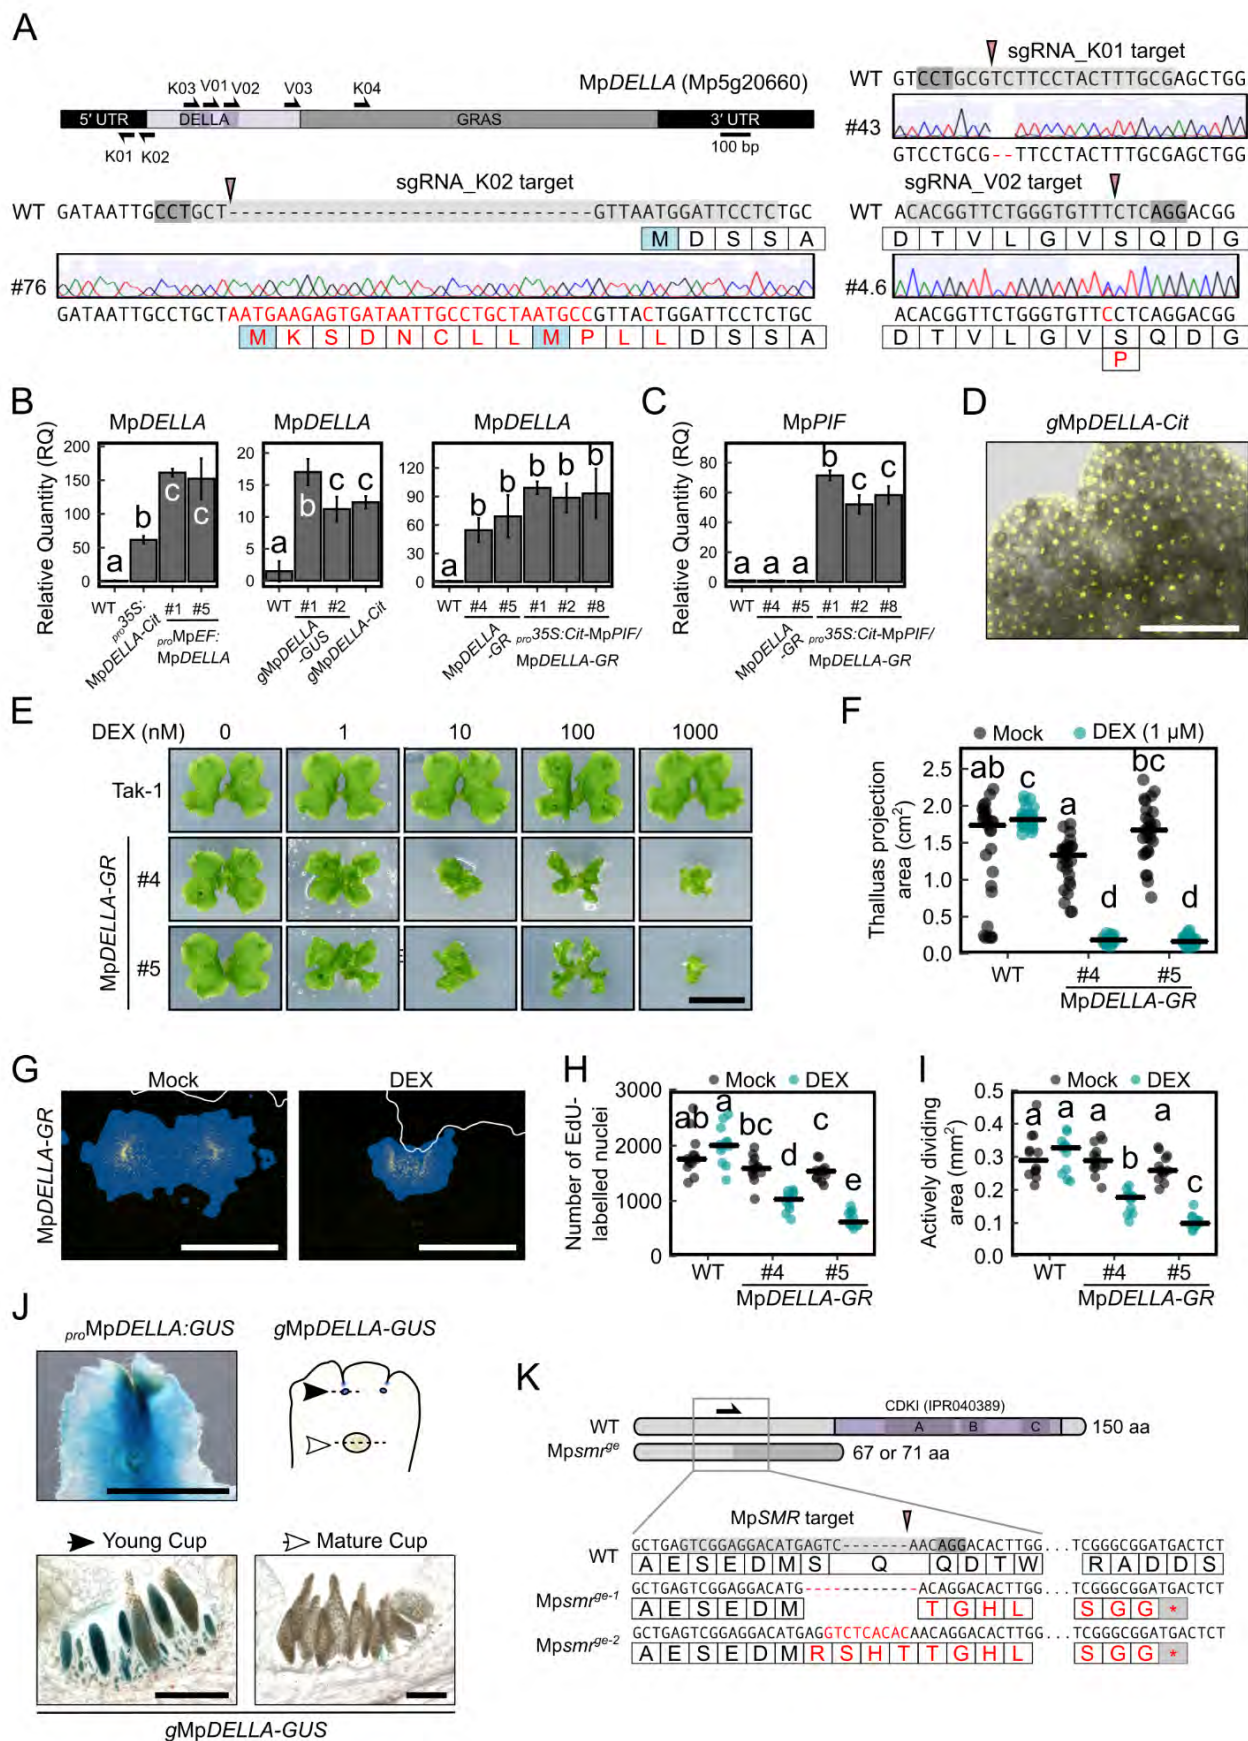 A
MpDELLA (Mp5g20660)
K03 V01 V02 V03 K04
5′ UTR DELLA GRAS 3′ UTR
K01 K02
100 bp
sgRNA_K02 target
WT GATAATTGCCTGCT-----------------------------GTTAATGGATTCCTCTGC
M D S S A
#76
GATAATTGCCTGCTAATGAAGAGTGATAATTGCCTGCTAATGCCGTTACTGGATTCCTCTGC
M K S D N C L L M P L L D S S A
sgRNA_K01 target
WT GTCCTGCGTCTTCCTACTTTGCGAGCTGG
#43
GTCCTGCG--TTCCTACTTTGCGAGCTGG
sgRNA_V02 target
WT ACACGGTTCTGGGTGTTTCTCAGGACGG
D T V L G V S Q D G
#4.6
ACACGGTTCTGGGTGTTCCTCAGGACGG
D T V L G V S Q D G
P
B
MpDELLA
Relative Quantity (RQ)
200
150
100
50
0
a b c c
WT pro35S:MpDELLA-Cit #1 #5
proMpEF:MpDELLA
MpDELLA
20
15
10
5
0
a b c c
WT #1 #2 gMpDELLA-Cit
gMpDELLA-GUS
MpDELLA
120
90
60
30
0
a b b b b b
WT #4 #5 #1 #2 #8
MpDELLA-GR
pro35S:Cit-MpPIF/MpDELLA-GR
C
MpPIF
Relative Quantity (RQ)
80
60
40
20
0
a a a b c c
WT #4 #5 #1 #2 #8
MpDELLA-GR
pro35S:Cit-MpPIF/MpDELLA-GR
D
gMpDELLA-Cit
E
DEX (nM) 0 1 10 100 1000
Tak-1
MpDELLA-GR
#4
#5
F
Mock DEX (1 µM)
Thalluas projection area (cm2)
2.5
2.0
1.5
1.0
0.5
0.0
ab c a d bc d
WT #4 #5
MpDELLA-GR
G
Mock DEX
MpDELLA-GR
H
Mock DEX
Number of EdU-labelled nuclei
3000
2000
1000
0
ab a bc d c e
WT #4 #5
MpDELLA-GR
I
Mock DEX
Actively dividing area (mm2)
0.5
0.4
0.3
0.2
0.1
0.0
a a a b a c
WT #4 #5
MpDELLA-GR
J
proMpDELLA:GUS gMpDELLA-GUS
Young Cup Mature Cup
gMpDELLA-GUS
K
CDKI (IPR040389)
WT A B C 150 aa
Mpsmrge 67 or 71 aa
MpSMR target
WT GCTGAGTCGGAGGACATGAGTC-------AACAGGACACTTGG...TCGGGCGGATGACTCT
A E S E D M S Q Q D T W R A D D S
Mpsmrge-1 GCTGAGTCGGAGGACATG------------ACAGGACACTTGG...TCGGGCGGATGACTCT
A E S E D M T G H L S G G *
Mpsmrge-2 GCTGAGTCGGAGGACATGAGGTCTCACACAACAGGACACTTGG...TCGGGCGGATGACTCT
A E S E D M R S H T T G H L S G G *